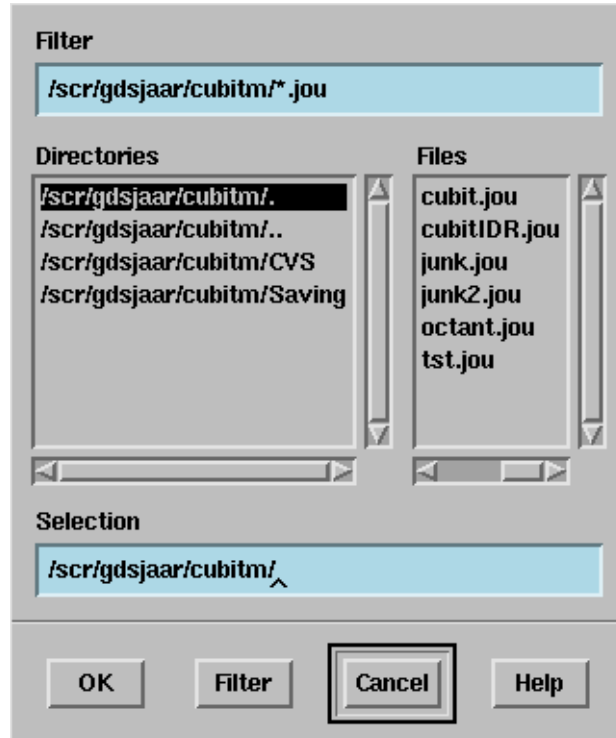 Filter
/scr/gdsjaar/cubitm/*.jou
Directories
/scr/gdsjaar/cubitm/.
/scr/gdsjaar/cubitm/..
/scr/gdsjaar/cubitm/CVS
/scr/gdsjaar/cubitm/Saving
Files
cubit.jou
cubitIDR.jou
junk.jou
junk2.jou
octant.jou
tst.jou
Selection
/scr/gdsjaar/cubitm/
OK Filter Cancel Help